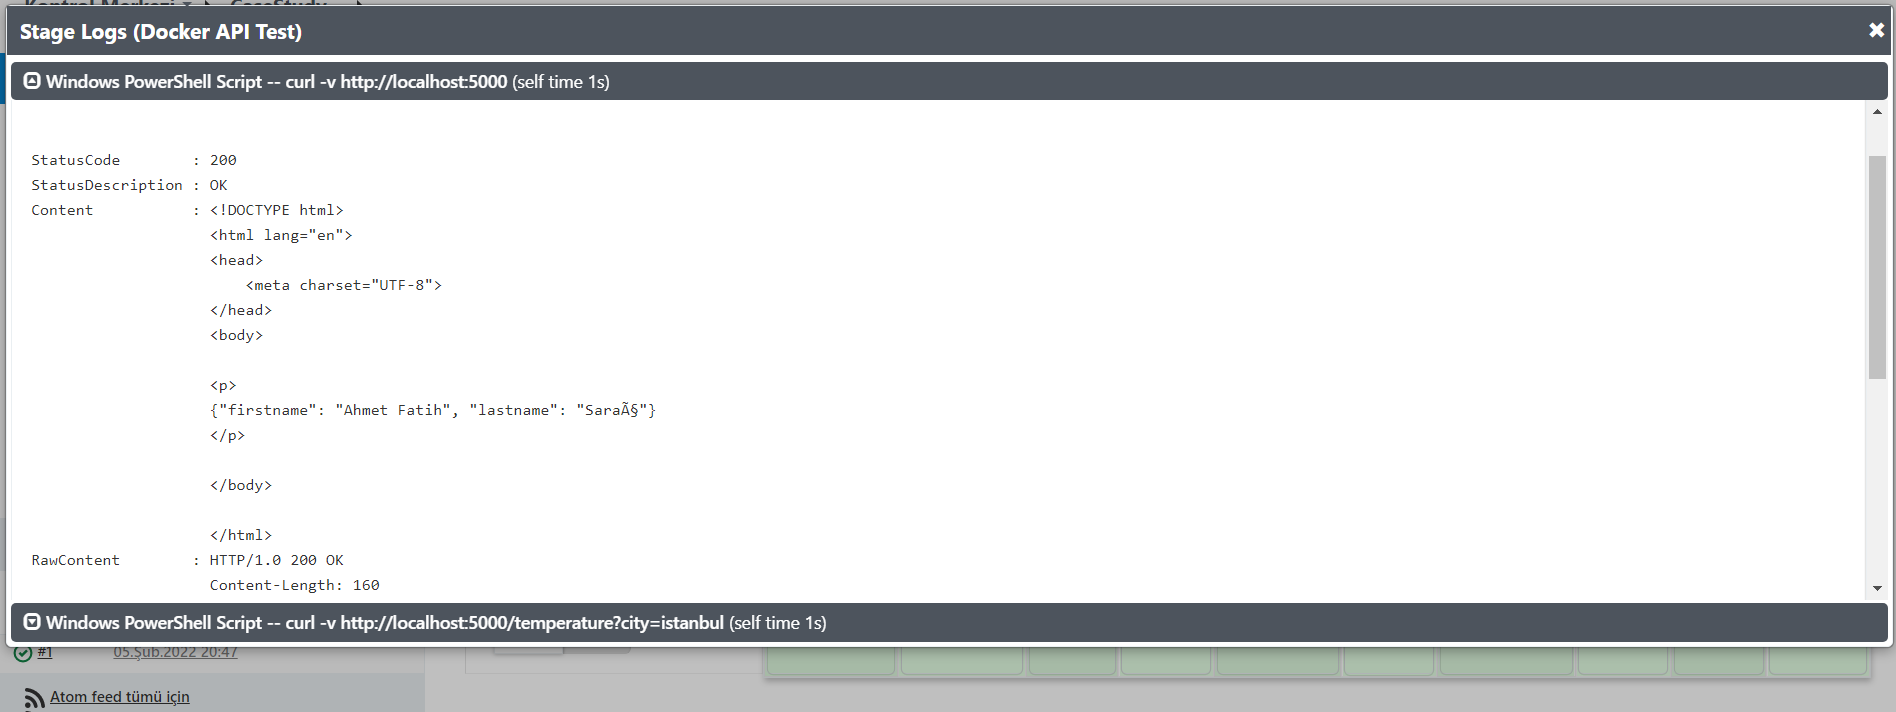 Stage Logs (Docker API Test)
Windows PowerShell Script -- curl -v http://localhost:5000 (self time 1s)
StatusCode        : 200
StatusDescription : OK
Content           : <!DOCTYPE html>
<html lang="en">
<head>
    <meta charset="UTF-8">
</head>
<body>
<p>
{"firstname": "Ahmet Fatih", "lastname": "SaraÃ§"}
</p>
</body>
</html>
RawContent        : HTTP/1.0 200 OK
Content-Length: 160
Windows PowerShell Script -- curl -v http://localhost:5000/temperature?city=istanbul (self time 1s)
#1 05.Şub.2022 20:47
Atom feed tümü için